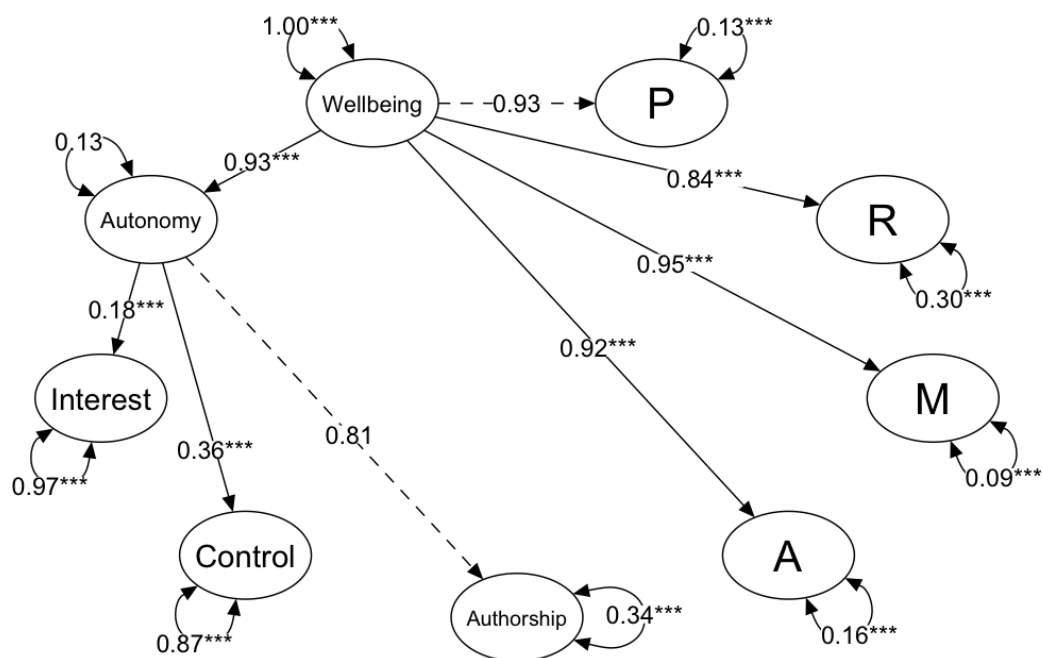 1.00***
0.13***
Wellbeing
0.93
P
0.13
0.93***
0.84***
Autonomy
R
0.95***
0.18***
0.30***
0.92***
Interest
M
0.81
0.36***
0.97***
0.09***
Control
A
Authorship
0.34***
0.87***
0.16***